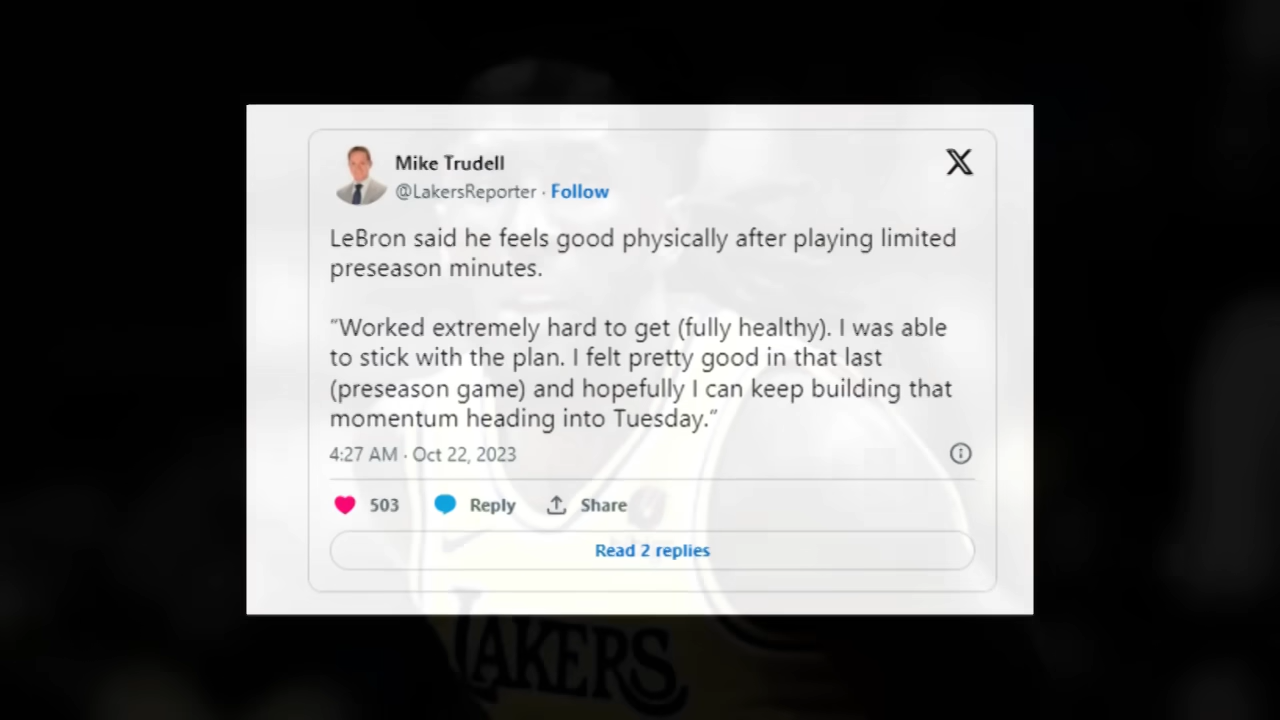 Mike Trudell
@LakersReporter · Follow
LeBron said he feels good physically after playing limited
preseason minutes.
“Worked extremely hard to get (fully healthy). I was able
to stick with the plan. I felt pretty good in that last
(preseason game) and hopefully I can keep building that
momentum heading into Tuesday.”
4:27 AM · Oct 22, 2023
503 Reply Share
Read 2 replies
LAKERS